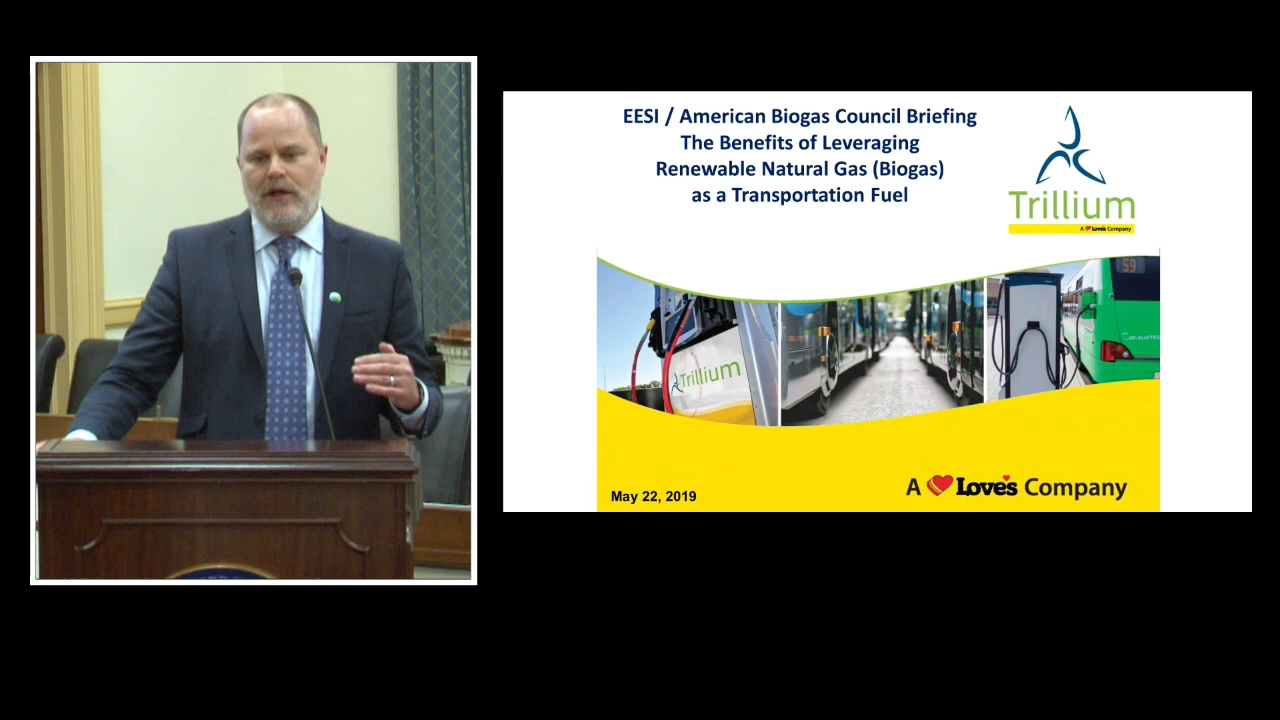 EESI / American Biogas Council Briefing
The Benefits of Leveraging
Renewable Natural Gas (Biogas)
as a Transportation Fuel
Trillium
A Love's Company
59
Trillium
May 22, 2019
A Love's Company